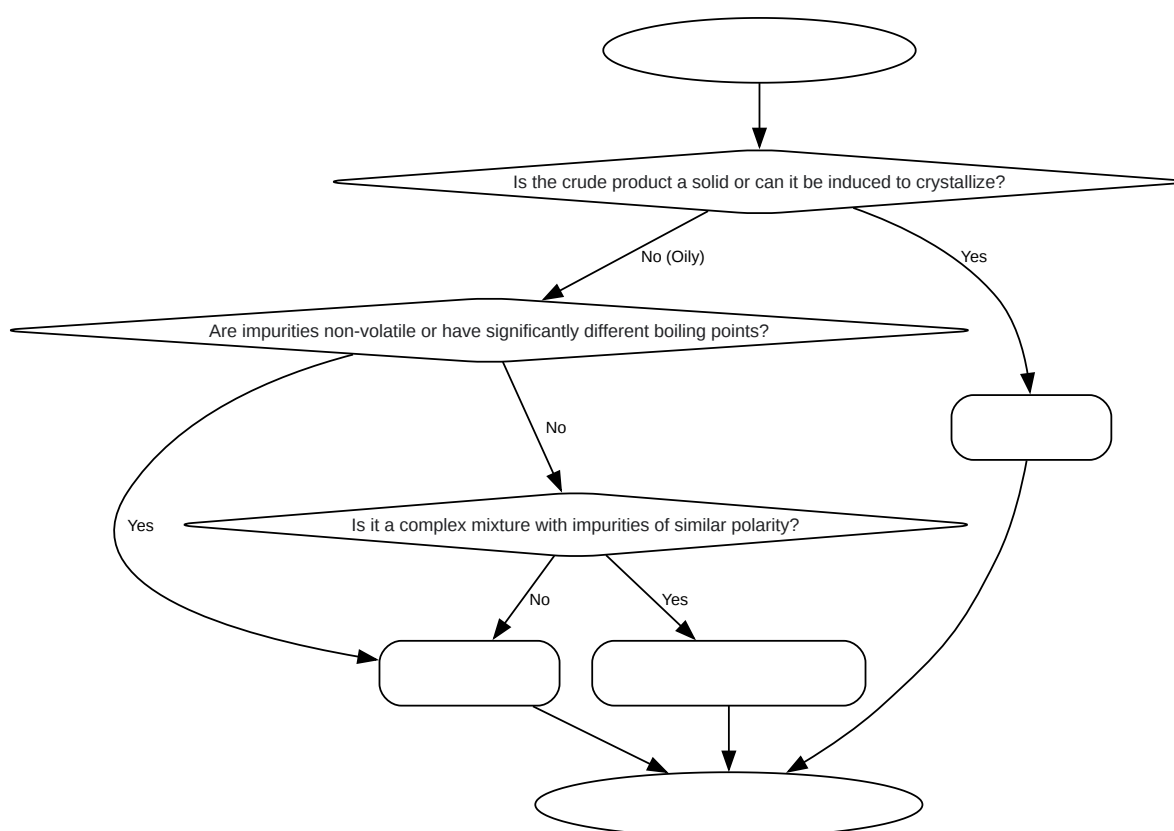 Is the crude product a solid or can it be induced to crystallize?
No (Oily)
Yes
Are impurities non-volatile or have significantly different boiling points?
No
Yes
Is it a complex mixture with impurities of similar polarity?
No
Yes